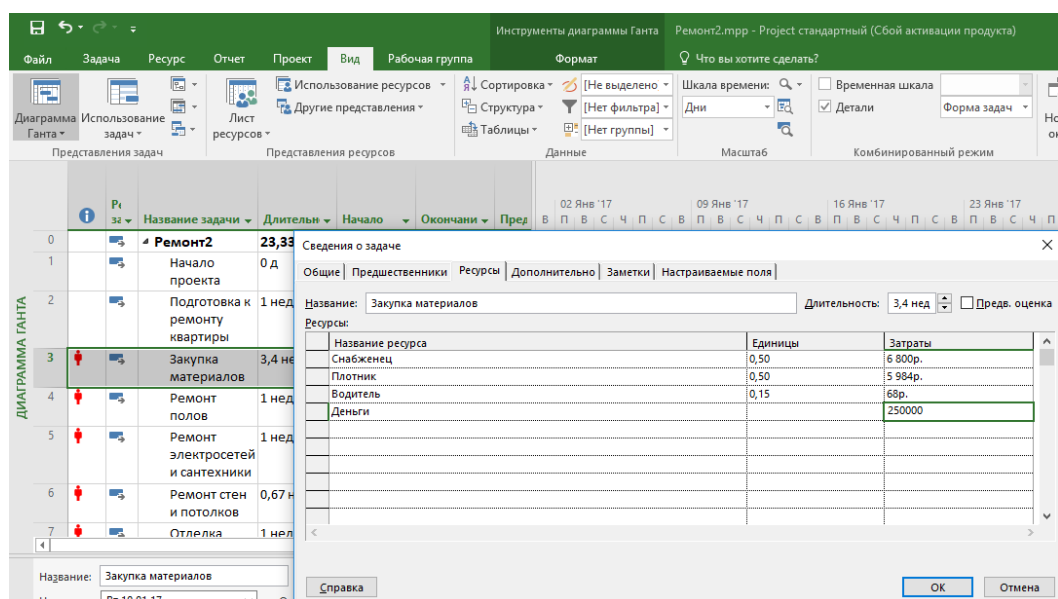 Инструменты диаграммы Ганта Ремонт2.mpp - Project стандартный (Сбой активации продукта)
Файл Задача Ресурс Отчет Проект Вид Рабочая группа Формат Что вы хотите сделать?
Диаграмма Ганта
Использование задач
Лист ресурсов
Использование ресурсов
Другие представления
Сортировка
Структура
Таблицы
[Не выделено
[Нет фильтра]
[Нет группы]
Шкала времени:
Дни
Временная шкала
Детали Форма задач
Представления задач Представления ресурсов Данные Масштаб Комбинированный режим
02 Янв '17 09 Янв '17 16 Янв '17 23 Янв '17
Название задачи Длительн Начало Окончани Пред В П В С Ч П С В П В С Ч П С В П В С Ч П С В П В С Ч П
ДИАГРАММА ГАНТА
0 Ремонт2 23,33
1 Начало проекта 0 д
2 Подготовка к ремонту квартиры 1 нед
3 Закупка материалов 3,4 не
4 Ремонт полов 1 нед
5 Ремонт электросетей и сантехники 1 нед
6 Ремонт стен и потолков 0,67 н
7 Отделка 1 нед
Название: Закупка материалов
Сведения о задаче
Общие Предшественники Ресурсы Дополнительно Заметки Настраиваемые поля
Название: Закупка материалов Длительность: 3,4 нед Предв. оценка
Ресурсы:
Название ресурса Единицы Затраты
Снабженец 0,50 6 800р.
Плотник 0,50 5 984р.
Водитель 0,15 68р.
Деньги 250000
Справка ОК Отмена